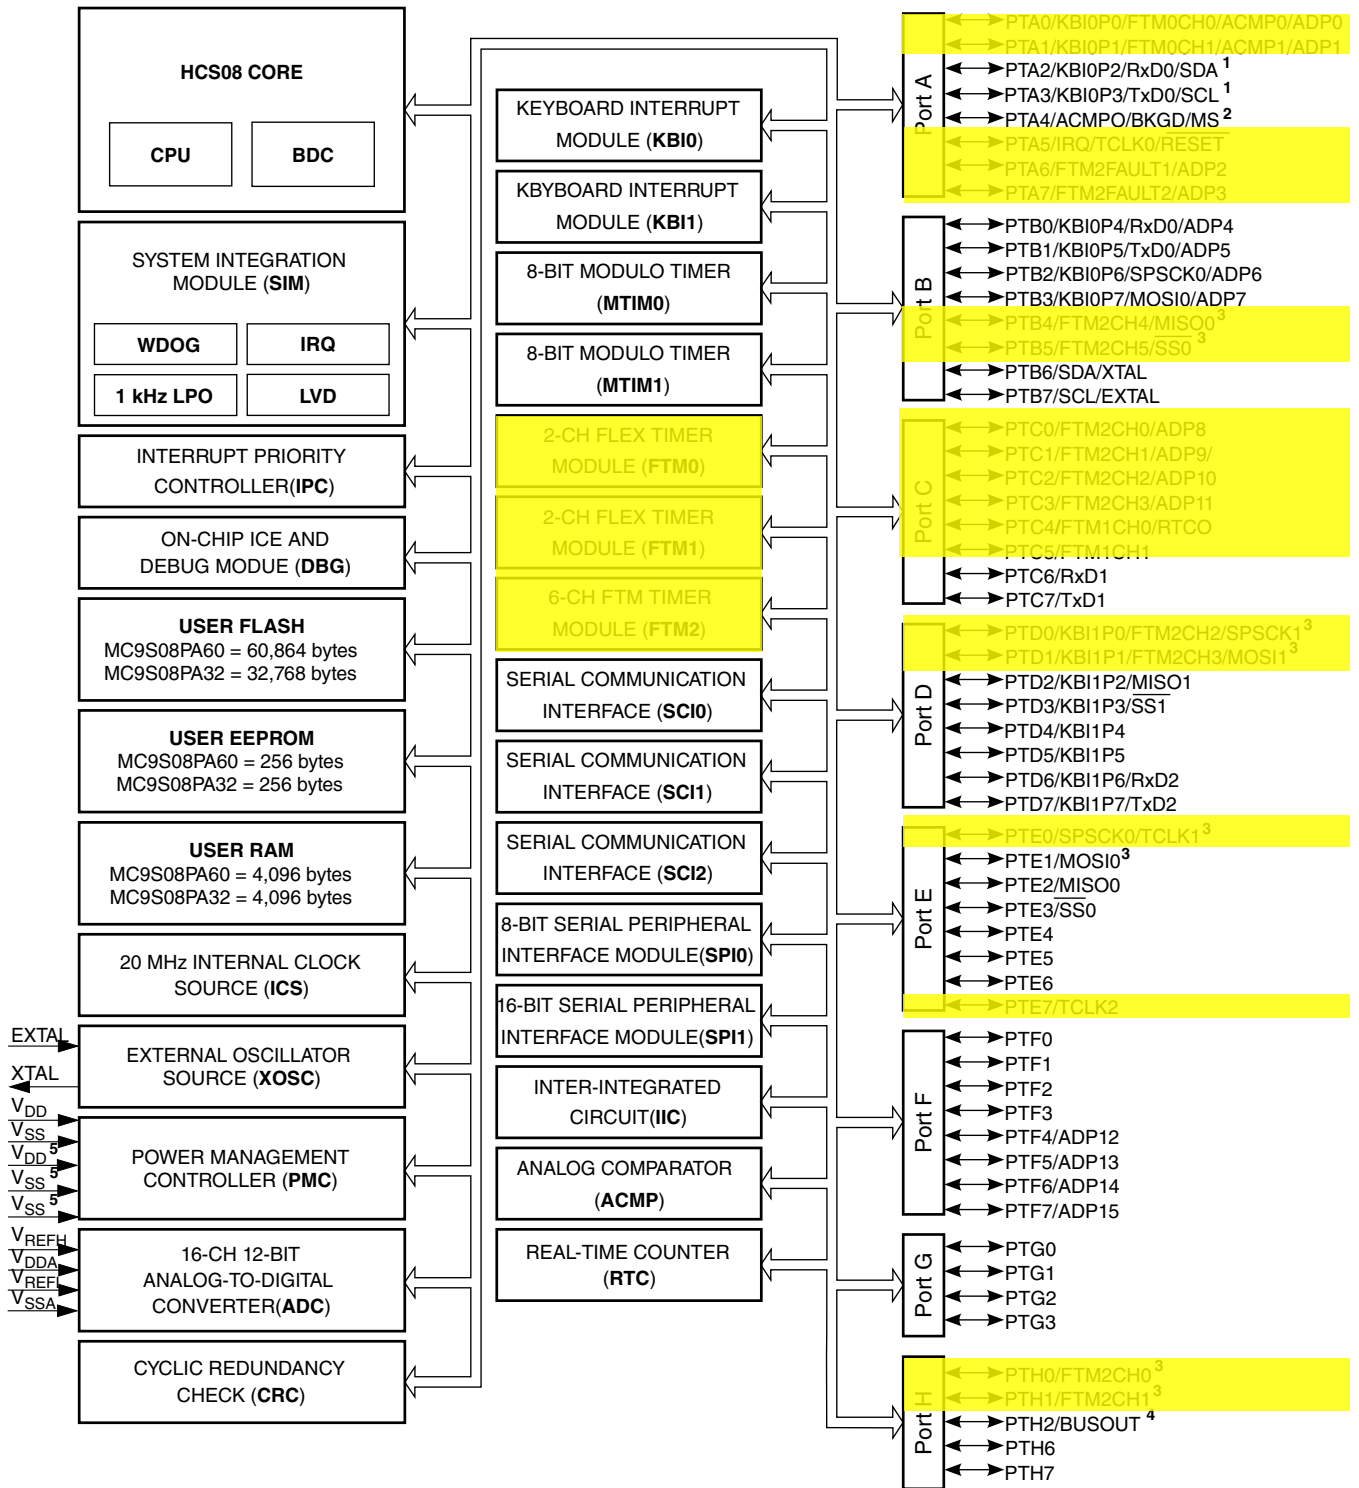 HCS08 CORE
CPU
BDC
SYSTEM INTEGRATION
MODULE (SIM)
WDOG
IRQ
1 kHz LPO
LVD
INTERRUPT PRIORITY
CONTROLLER(IPC)
ON-CHIP ICE AND
DEBUG MODUE (DBG)
USER FLASH
MC9S08PA60 = 60,864 bytes
MC9S08PA32 = 32,768 bytes
USER EEPROM
MC9S08PA60 = 256 bytes
MC9S08PA32 = 256 bytes
USER RAM
MC9S08PA60 = 4,096 bytes
MC9S08PA32 = 4,096 bytes
20 MHz INTERNAL CLOCK
SOURCE (ICS)
EXTAL
XTAL
EXTERNAL OSCILLATOR
SOURCE (XOSC)
VDD
VSS
VDD 5
VSS 5
VSS 5
POWER MANAGEMENT
CONTROLLER (PMC)
VREFH
VDDA
VREFL
VSSA
16-CH 12-BIT
ANALOG-TO-DIGITAL
CONVERTER(ADC)
CYCLIC REDUNDANCY
CHECK (CRC)
KEYBOARD INTERRUPT
MODULE (KBI0)
KBYBOARD INTERRUPT
MODULE (KBI1)
8-BIT MODULO TIMER
(MTIM0)
8-BIT MODULO TIMER
(MTIM1)
2-CH FLEX TIMER
MODULE (FTM0)
2-CH FLEX TIMER
MODULE (FTM1)
6-CH FTM TIMER
MODULE (FTM2)
SERIAL COMMUNICATION
INTERFACE (SCI0)
SERIAL COMMUNICATION
INTERFACE (SCI1)
SERIAL COMMUNICATION
INTERFACE (SCI2)
8-BIT SERIAL PERIPHERAL
INTERFACE MODULE(SPI0)
16-BIT SERIAL PERIPHERAL
INTERFACE MODULE(SPI1)
INTER-INTEGRATED
CIRCUIT(IIC)
ANALOG COMPARATOR
(ACMP)
REAL-TIME COUNTER
(RTC)
Port A
PTA0/KBI0P0/FTM0CH0/ACMP0/ADP0
PTA1/KBI0P1/FTM0CH1/ACMP1/ADP1
PTA2/KBI0P2/RxD0/SDA 1
PTA3/KBI0P3/TxD0/SCL 1
PTA4/ACMPO/BKGD/MS 2
PTA5/IRQ/TCLK0/RESET
PTA6/FTM2FAULT1/ADP2
PTA7/FTM2FAULT2/ADP3
Port B
PTB0/KBI0P4/RxD0/ADP4
PTB1/KBI0P5/TxD0/ADP5
PTB2/KBI0P6/SPSCK0/ADP6
PTB3/KBI0P7/MOSI0/ADP7
PTB4/FTM2CH4/MISO0 3
PTB5/FTM2CH5/SS0 3
PTB6/SDA/XTAL
PTB7/SCL/EXTAL
Port C
PTC0/FTM2CH0/ADP8
PTC1/FTM2CH1/ADP9/
PTC2/FTM2CH2/ADP10
PTC3/FTM2CH3/ADP11
PTC4/FTM1CH0/RTCO
PTC5/FTM1CH1
PTC6/RxD1
PTC7/TxD1
Port D
PTD0/KBI1P0/FTM2CH2/SPSCK1 3
PTD1/KBI1P1/FTM2CH3/MOSI1 3
PTD2/KBI1P2/MISO1
PTD3/KBI1P3/SS1
PTD4/KBI1P4
PTD5/KBI1P5
PTD6/KBI1P6/RxD2
PTD7/KBI1P7/TxD2
Port E
PTE0/SPSCK0/TCLK1 3
PTE1/MOSI0 3
PTE2/MISO0
PTE3/SS0
PTE4
PTE5
PTE6
PTE7/TCLK2
Port F
PTF0
PTF1
PTF2
PTF3
PTF4/ADP12
PTF5/ADP13
PTF6/ADP14
PTF7/ADP15
Port G
PTG0
PTG1
PTG2
PTG3
Port H
PTH0/FTM2CH0 3
PTH1/FTM2CH1 3
PTH2/BUSOUT 4
PTH6
PTH7